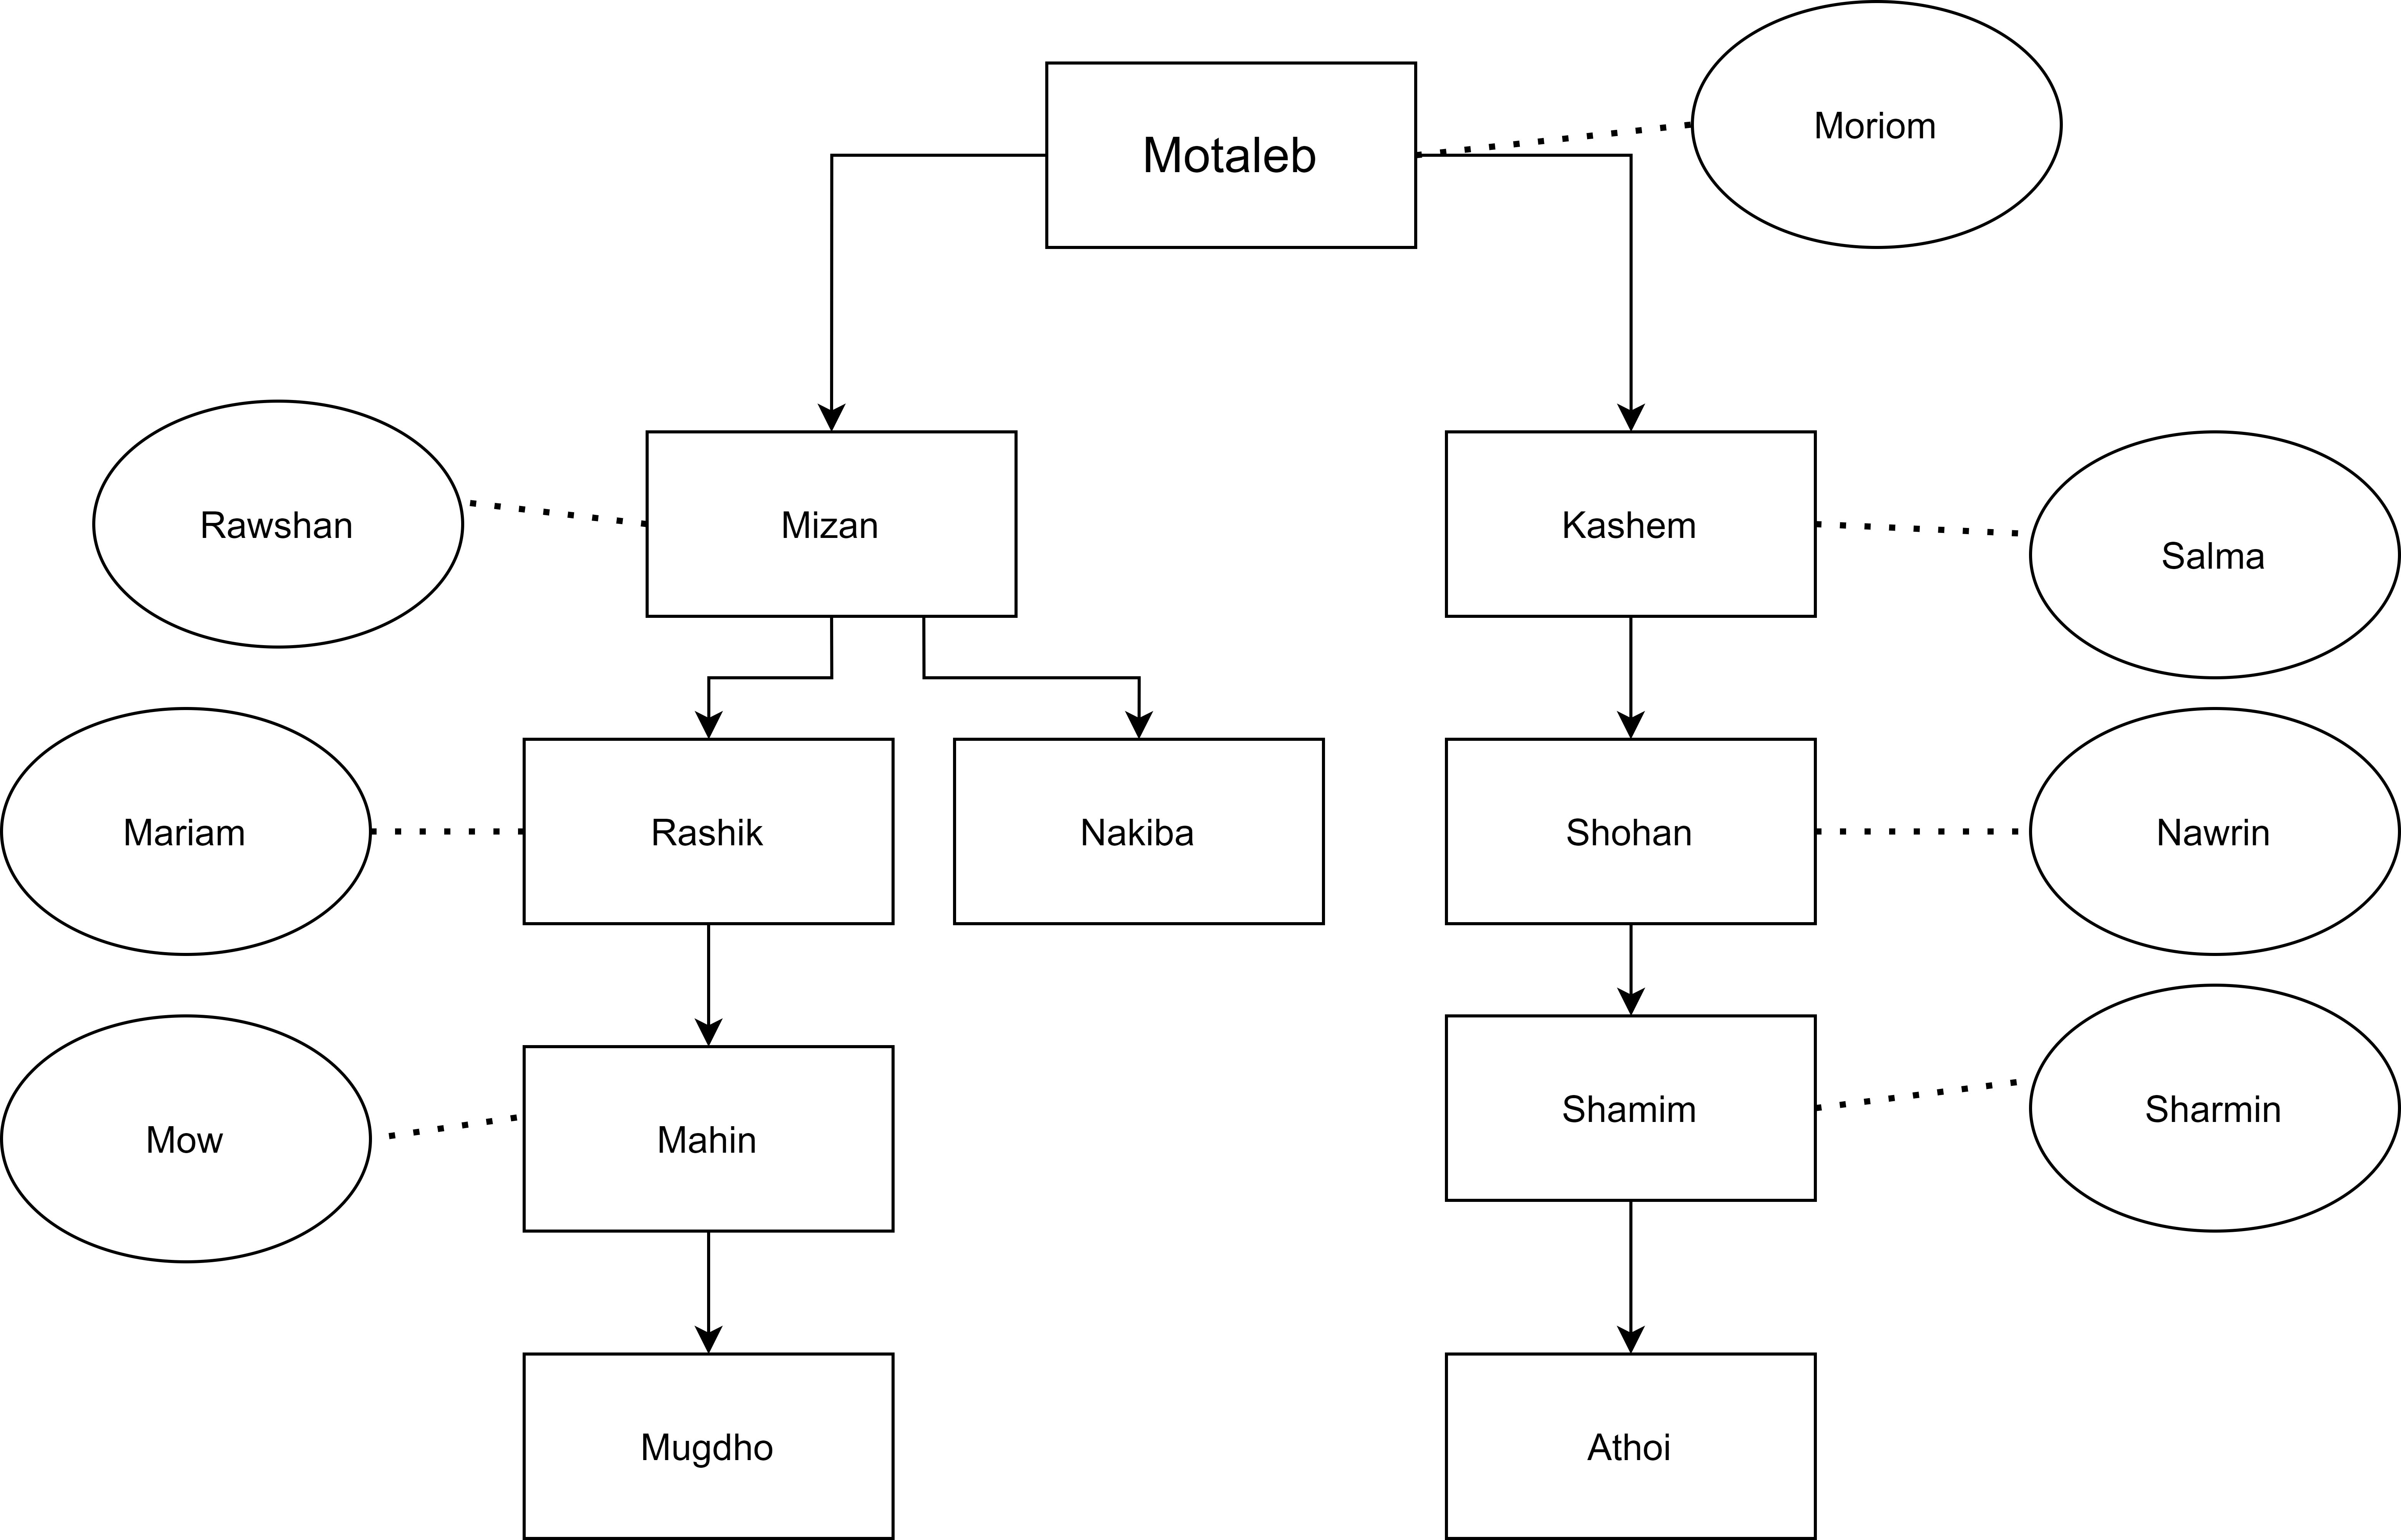 Motaleb
Moriom
Rawshan
Mizan
Kashem
Salma
Mariam
Rashik
Nakiba
Shohan
Nawrin
Mow
Mahin
Shamim
Sharmin
Mugdho
Athoi